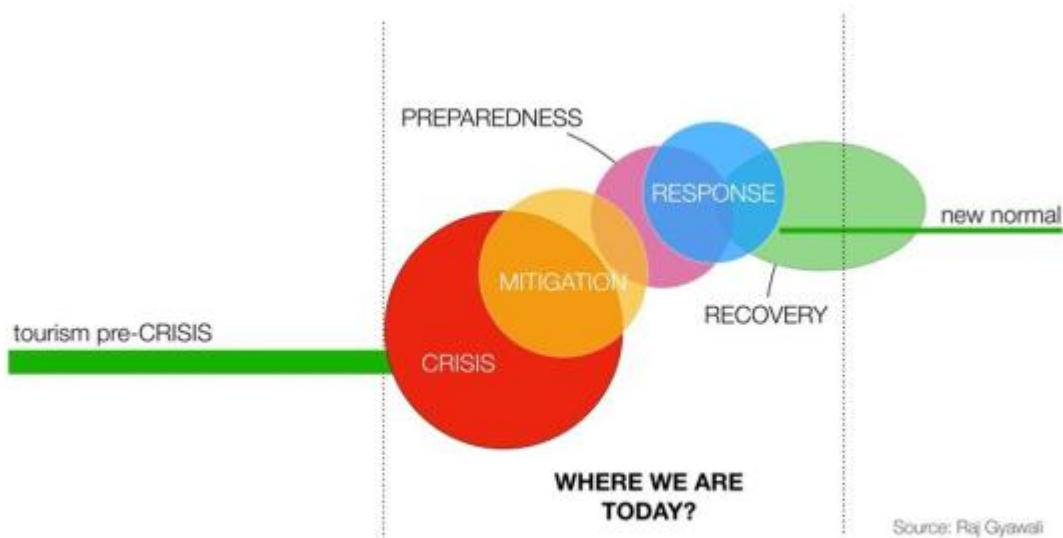 PREPAREDNESS
RESPONSE
new normal
MITIGATION
RECOVERY
tourism pre-CRISIS
CRISIS
WHERE WE ARE
TODAY?
Source: Raj Gyawali